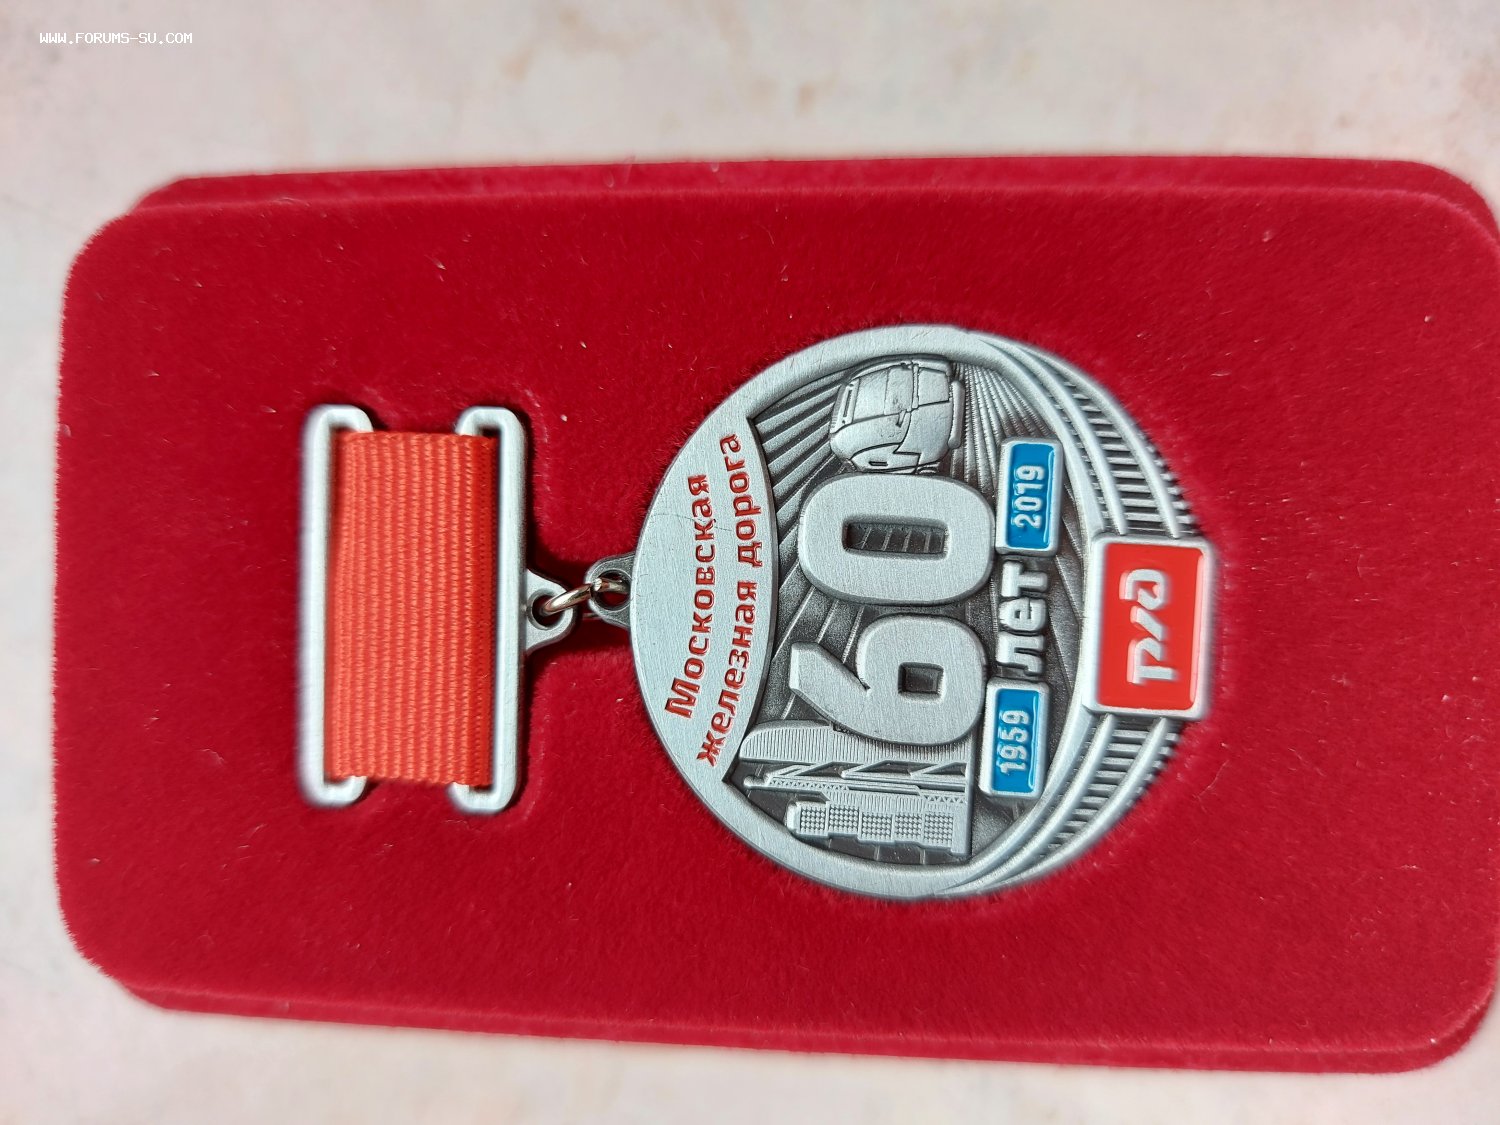 WWW.FORUMS-SU.COM
Московская
железная дорога
60
1959 лет 2019
РЖД